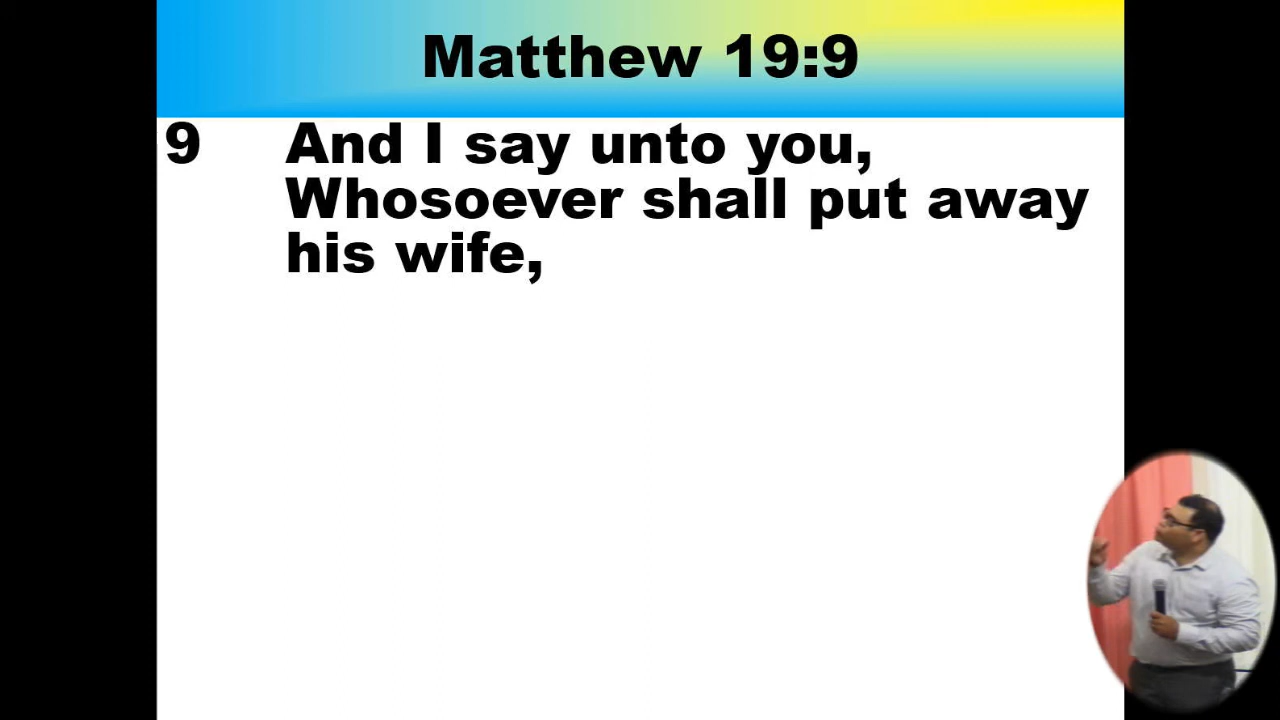 Matthew 19:9
9 And I say unto you,
Whosoever shall put away
his wife,